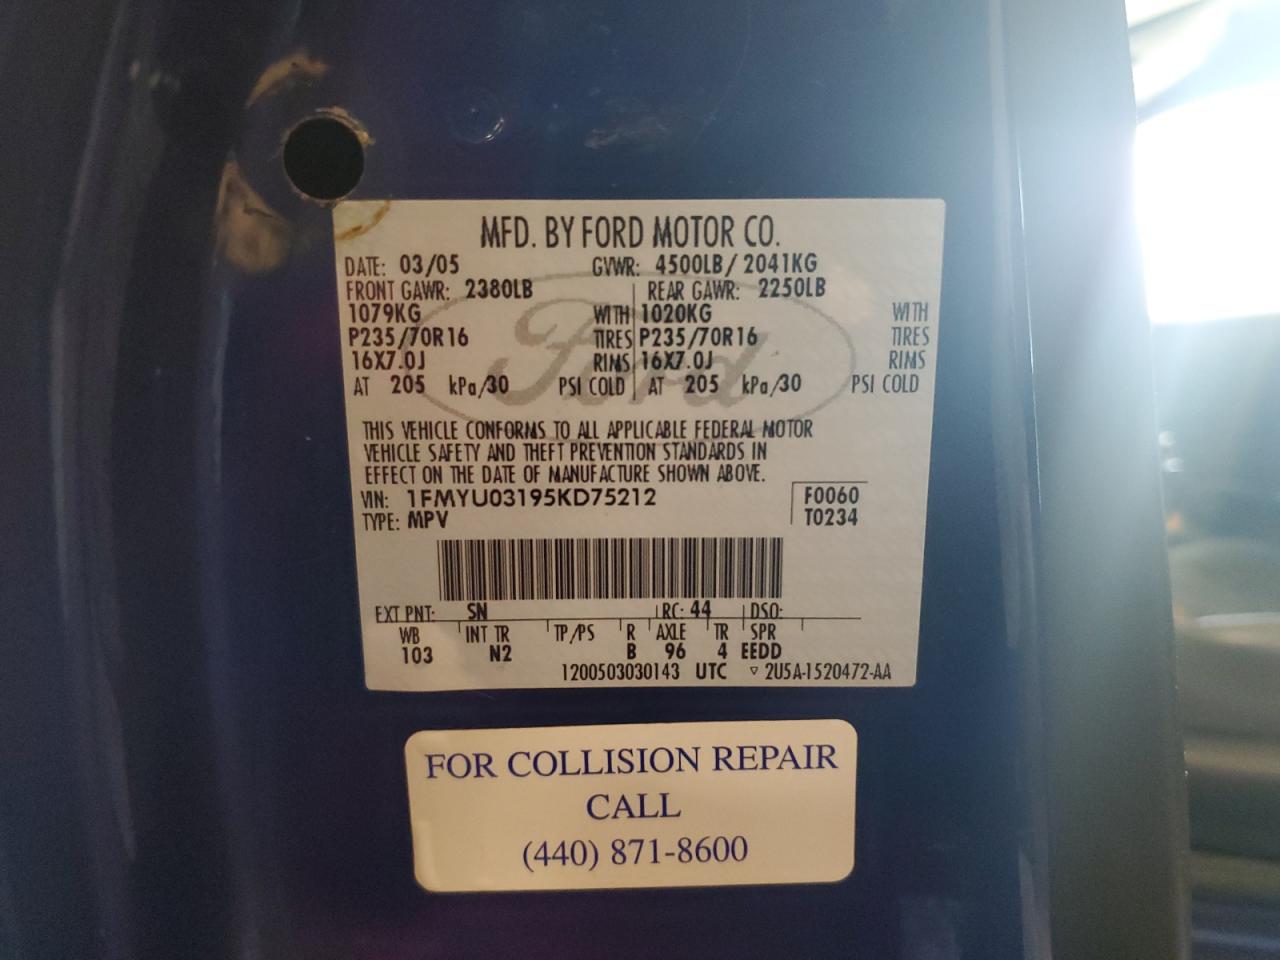 MFD. BY FORD MOTOR CO.
DATE: 03/05 GVWR: 4500LB/ 2041KG
FRONT GAWR: 2380LB REAR GAWR: 2250LB
1079KG WITH 1020KG WITH
P235/70R16 TIRES P235/70R16 TIRES
16X7.0J RIMS 16X7.0J RIMS
AT 205 kPa/30 PSI COLD AT 205 kPa/30 PSI COLD
Ford
THIS VEHICLE CONFORMS TO ALL APPLICABLE FEDERAL MOTOR
VEHICLE SAFETY AND THEFT PREVENTION STANDARDS IN
EFFECT ON THE DATE OF MANUFACTURE SHOWN ABOVE.
VIN: 1FMYU03195KD75212 F0060
TYPE: MPV T0234
EXT PNT: SN RC: 44 DSO:
WB INT TR TP/PS R AXLE TR SPR
103 N2 B 96 4 EEDD
1200503030143 UTC ▽ 2U5A-1520472-AA
FOR COLLISION REPAIR
CALL
(440) 871-8600